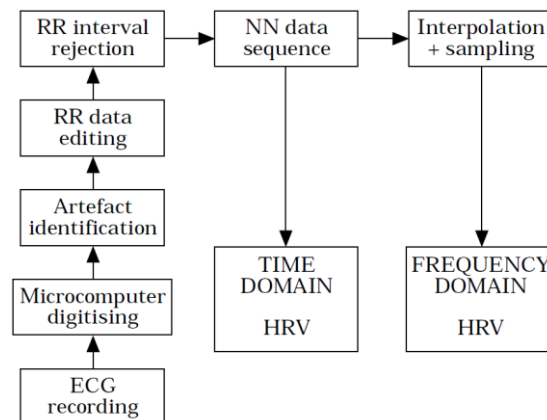 RR interval
rejection
NN data
sequence
Interpolation
+ sampling
RR data
editing
Artefact
identification
Microcomputer
digitising
ECG
recording
TIME
DOMAIN
HRV
FREQUENCY
DOMAIN
HRV